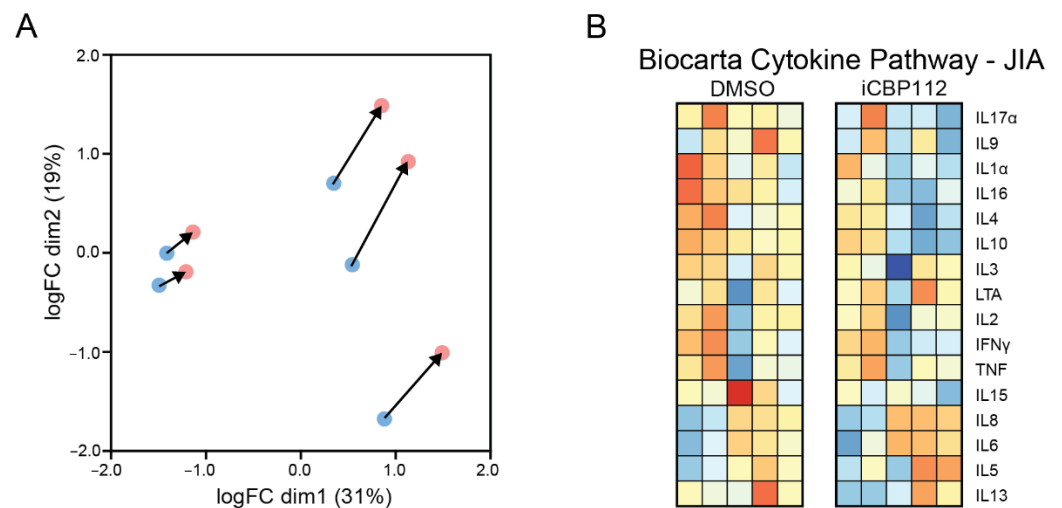 A
2.0
1.0
0.0
−1.0
−2.0
logFC dim2 (19%)
−2.0
−1.0
0.0
1.0
2.0
logFC dim1 (31%)
B
Biocarta Cytokine Pathway - JIA
DMSO
iCBP112
IL17α
IL9
IL1α
IL16
IL4
IL10
IL3
LTA
IL2
IFNγ
TNF
IL15
IL8
IL6
IL5
IL13